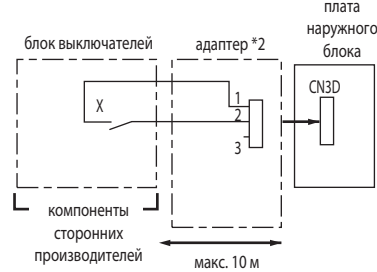 плата
наружного
блока
блок выключателей
адаптер *2
CN3D
X
1
2
3
компоненты
сторонних
производителей
макс. 10 м